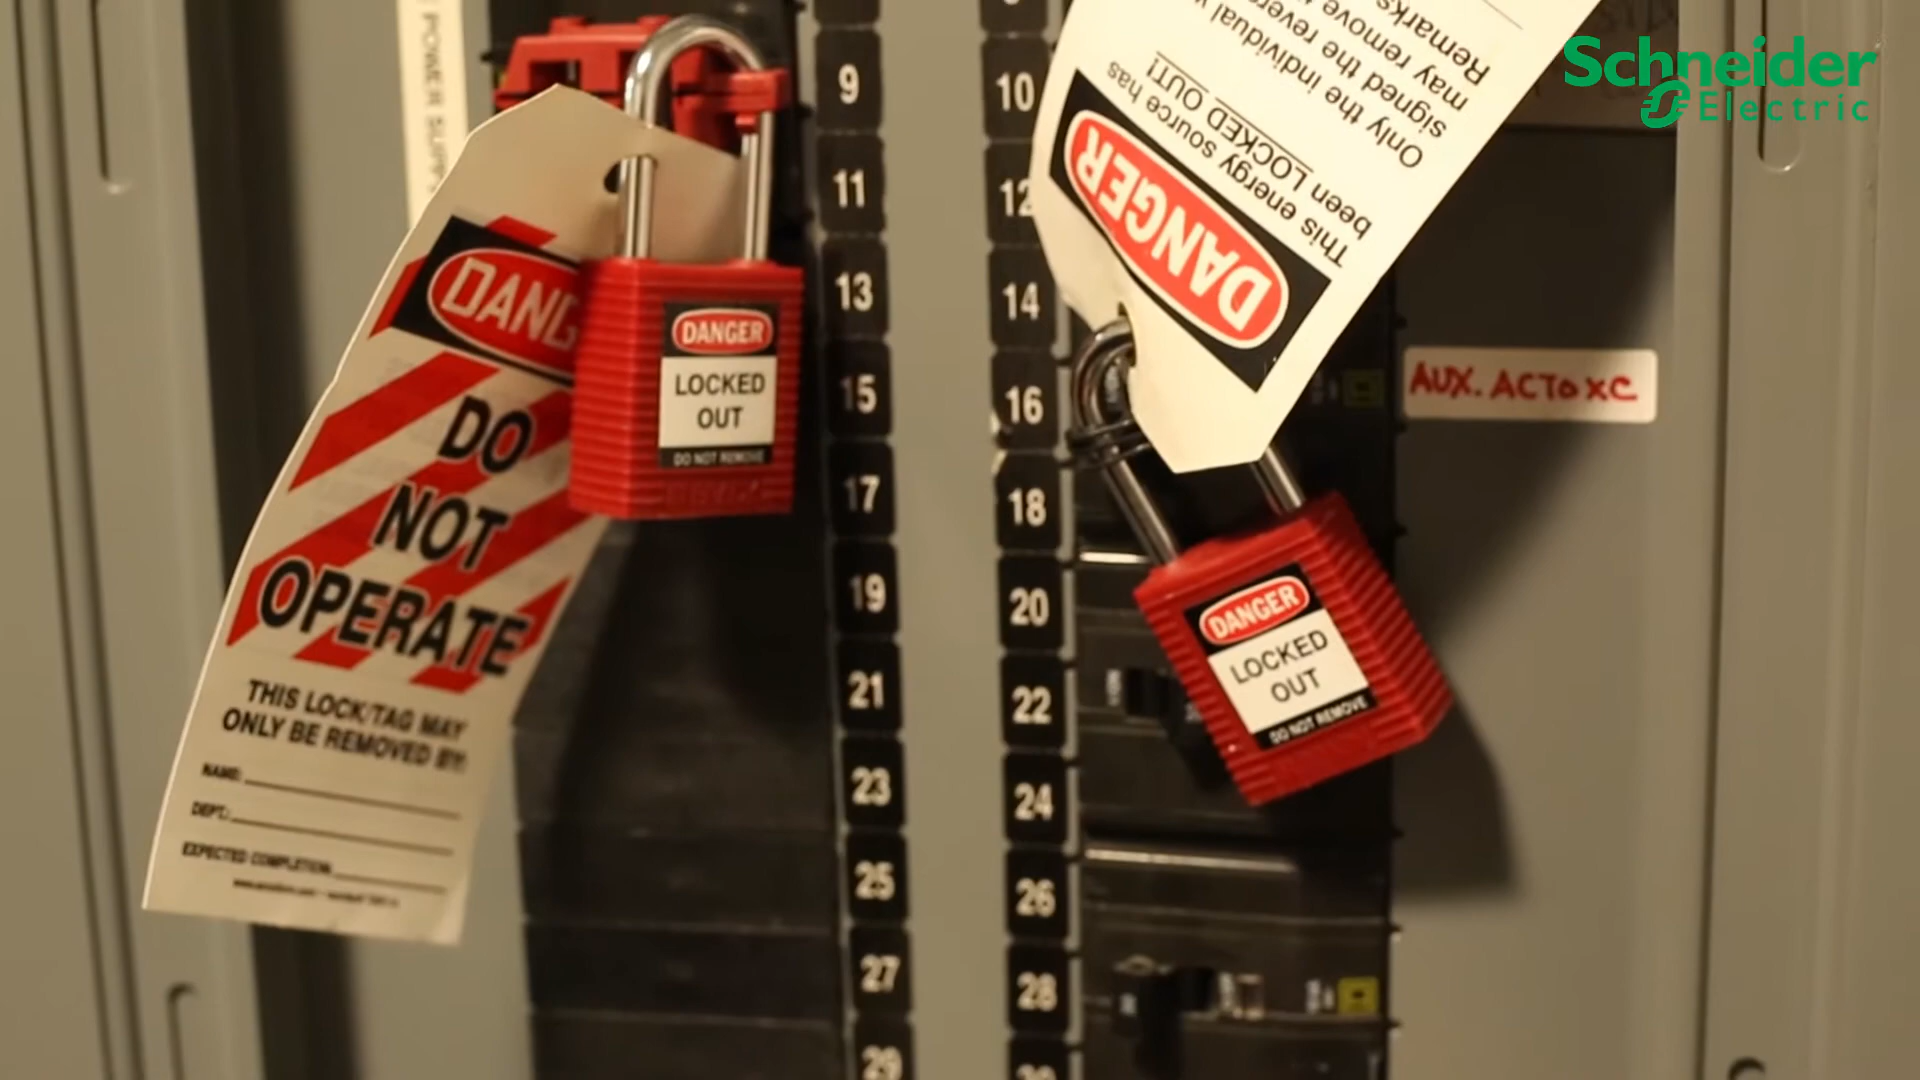 Schneider
Electric
POWER SUPP
9
11
13
15
17
19
21
23
25
27
29
10
12
14
16
18
20
22
24
26
28
DANG
DO
NOT
OPERATE
THIS LOCK/TAG MAY
ONLY BE REMOVED BY:
NAME:
DEPT.:
EXPECTED COMPLETION:
DANGER
LOCKED
OUT
DO NOT REMOVE
DANGER
This energy source has
been LOCKED OUT!
Only the individual
signed the
may remove
Remarks
AUX. ACTO XC
DANGER
LOCKED
OUT
DO NOT REMOVE